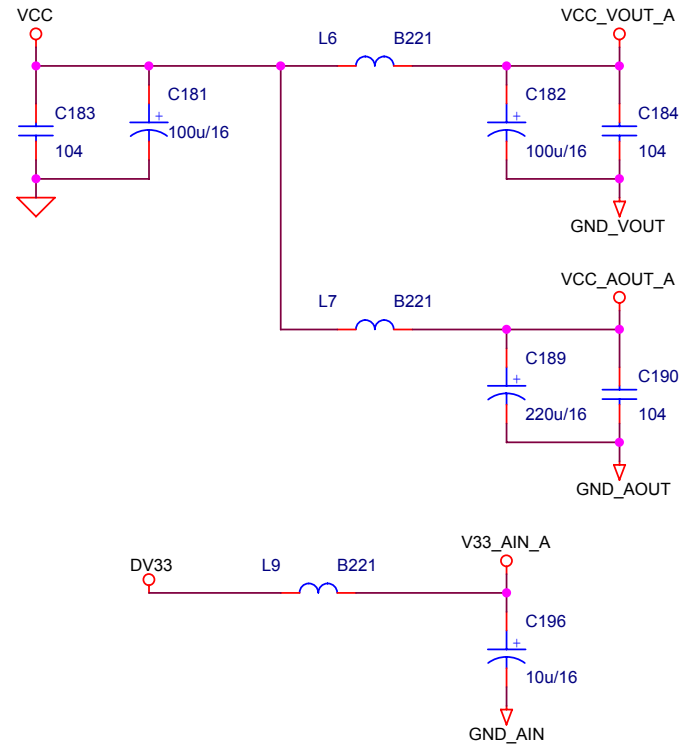 VCC
VCC_VOUT_A
L6
B221
C183
104
C181
+
100u/16
C182
+
100u/16
C184
104
GND_VOUT
VCC_AOUT_A
L7
B221
C189
+
220u/16
C190
104
GND_AOUT
DV33
L9
B221
V33_AIN_A
C196
+
10u/16
GND_AIN